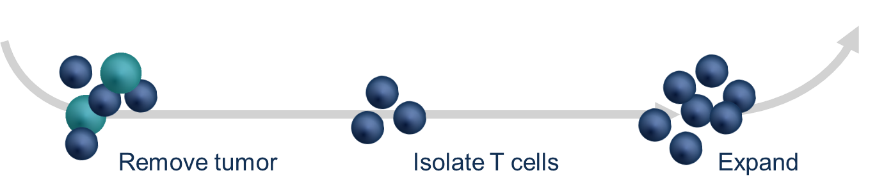 Remove tumor
Isolate T cells
Expand